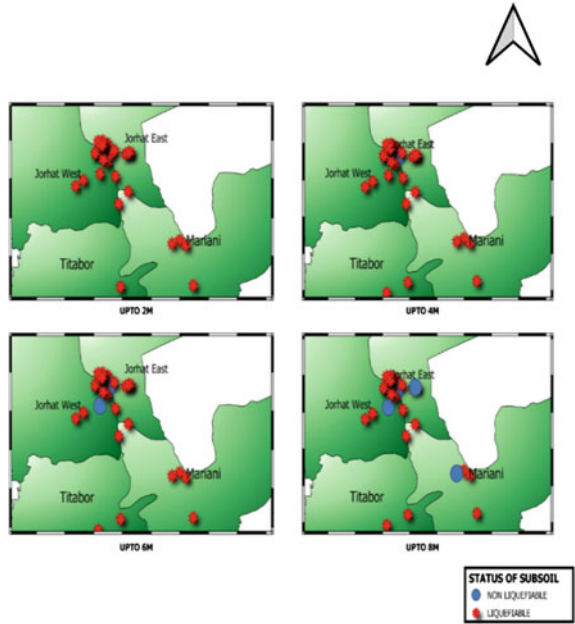 Jorhat East
Jorhat West
Mariani
Titabor
UPTO 2M
Jorhat East
Jorhat West
Mariani
Titabor
UPTO 4M
Jorhat East
Jorhat West
Mariani
Titabor
UPTO 6M
Jorhat East
Jorhat West
Mariani
Titabor
UPTO 8M
STATUS OF SUBSOIL
NON LIQUEFIABLE
LIQUEFIABLE